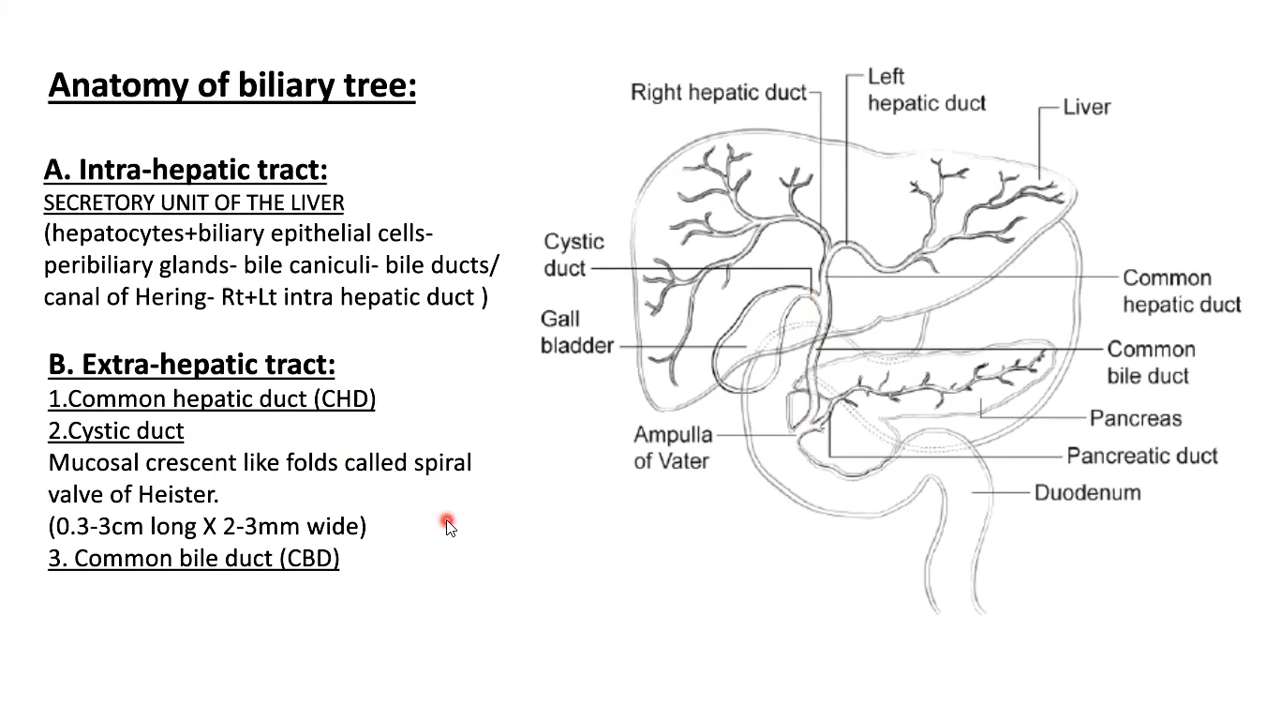 Anatomy of biliary tree:
A. Intra-hepatic tract:
SECRETORY UNIT OF THE LIVER
(hepatocytes+biliary epithelial cells-
peribiliary glands- bile caniculi- bile ducts/
canal of Hering- Rt+Lt intra hepatic duct )
B. Extra-hepatic tract:
1.Common hepatic duct (CHD)
2.Cystic duct
Mucosal crescent like folds called spiral
valve of Heister.
(0.3-3cm long X 2-3mm wide)
3. Common bile duct (CBD)
Right hepatic duct
Left
hepatic duct
Liver
Cystic
duct
Common
hepatic duct
Gall
bladder
Common
bile duct
Pancreas
Ampulla
of Vater
Pancreatic duct
Duodenum